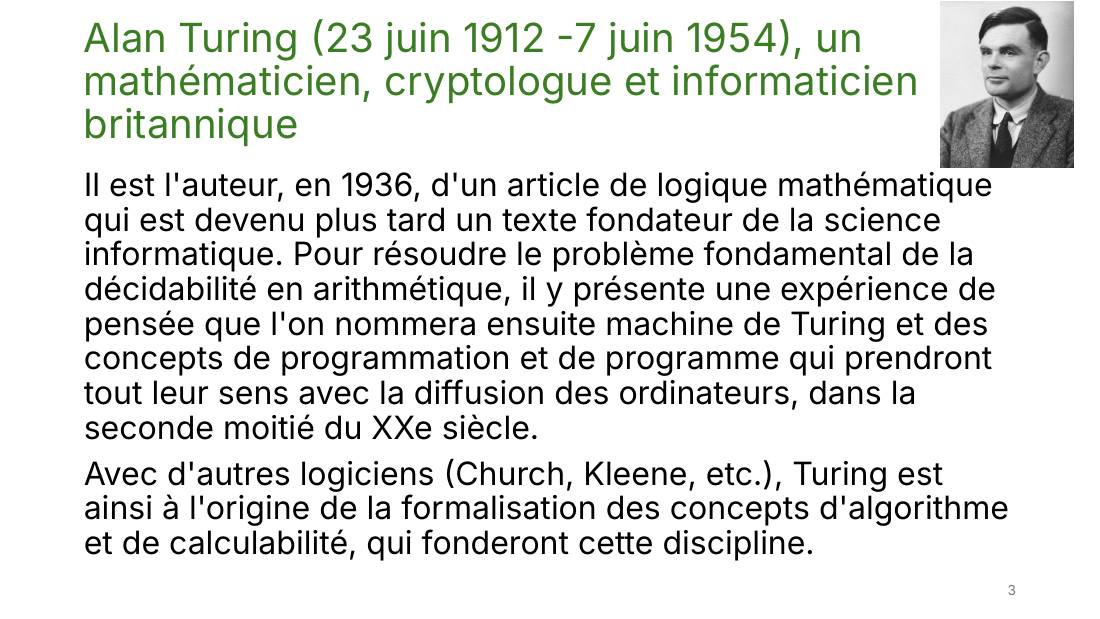 Alan Turing (23 juin 1912 -7 juin 1954), un
mathématicien, cryptologue et informaticien
britannique
Il est l'auteur, en 1936, d'un article de logique mathématique
qui est devenu plus tard un texte fondateur de la science
informatique. Pour résoudre le problème fondamental de la
décidabilité en arithmétique, il y présente une expérience de
pensée que l'on nommera ensuite machine de Turing et des
concepts de programmation et de programme qui prendront
tout leur sens avec la diffusion des ordinateurs, dans la
seconde moitié du XXe siècle.
Avec d'autres logiciens (Church, Kleene, etc.), Turing est
ainsi à l'origine de la formalisation des concepts d'algorithme
et de calculabilité, qui fonderont cette discipline.
3